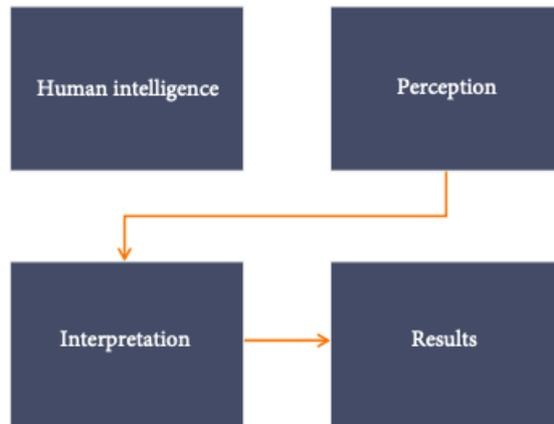 Human intelligence
Perception
Interpretation
Results